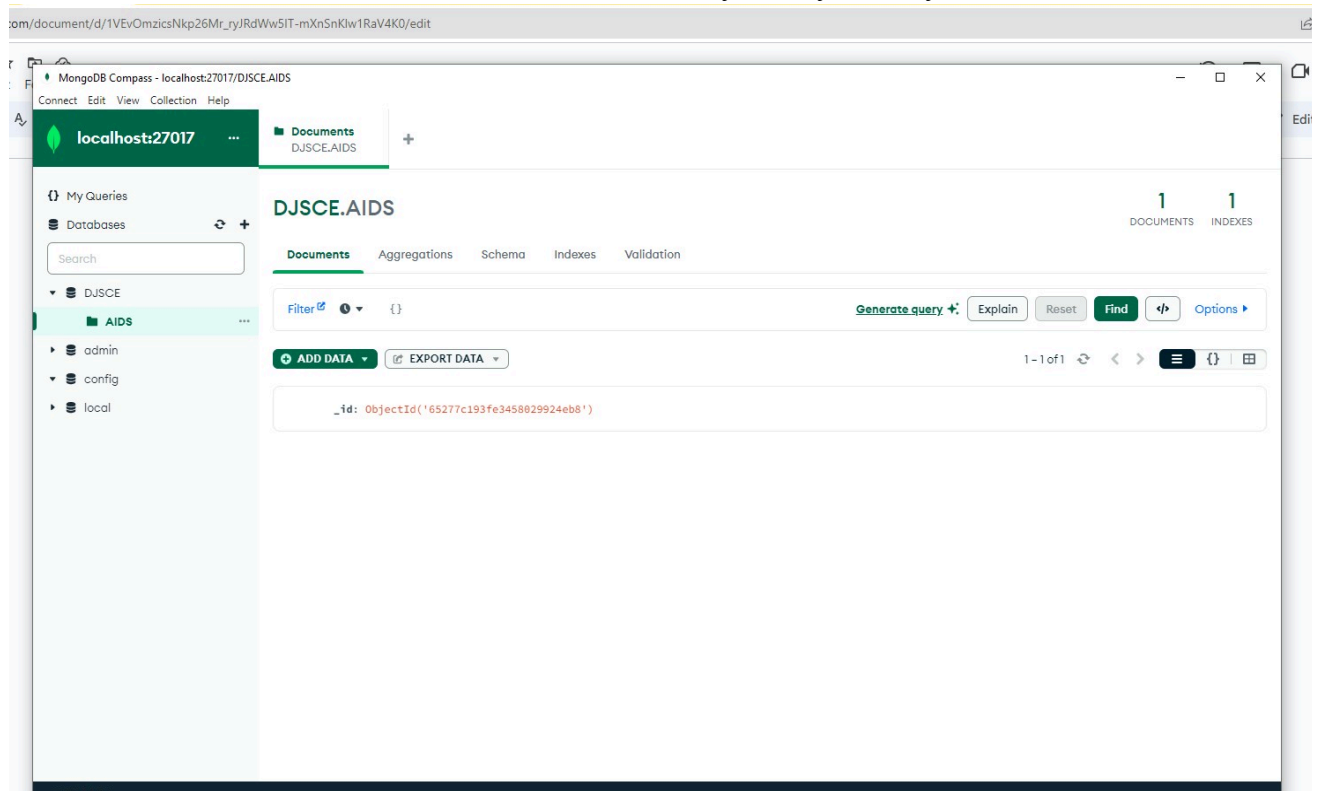 com/document/d/1VEvOmzicsNkp26Mr_ryJRdWw5IT-mXnSnKlw1RaV4K0/edit
MongoDB Compass - localhost:27017/DJSCE.AIDS
Connect Edit View Collection Help
Edi
localhost:27017 ...
Documents
DJSCE.AIDS
+
{} My Queries
Databases
Search
DJSCE
AIDS ...
admin
config
local
DJSCE.AIDS
1 1
DOCUMENTS INDEXES
Documents Aggregations Schema Indexes Validation
Filter {} Generate query Explain Reset Find </> Options
ADD DATA EXPORT DATA 1-1 of 1 < > {}
_id: ObjectId('65277c193fe3458029924eb8')